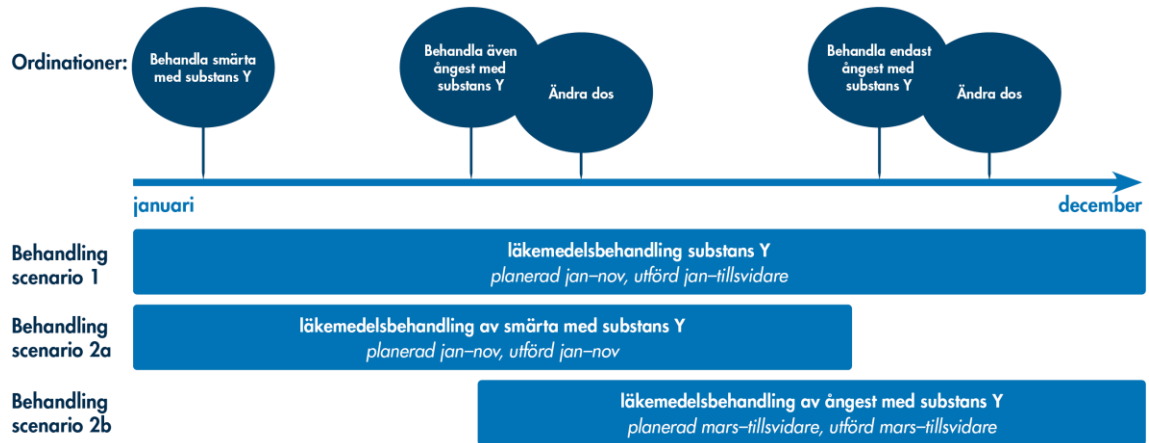 Ordinationer:
Behandla smärta
med substans Y
Behandla även
ångest med
substans Y
Ändra dos
Behandla endast
ångest med
substans Y
Ändra dos
januari
december
Behandling
scenario 1
läkemedelsbehandling substans Y
planerad jan–nov, utförd jan–tillsvidare
Behandling
scenario 2a
läkemedelsbehandling av smärta med substans Y
planerad jan–nov, utförd jan–nov
Behandling
scenario 2b
läkemedelsbehandling av ångest med substans Y
planerad mars–tillsvidare, utförd mars–tillsvidare